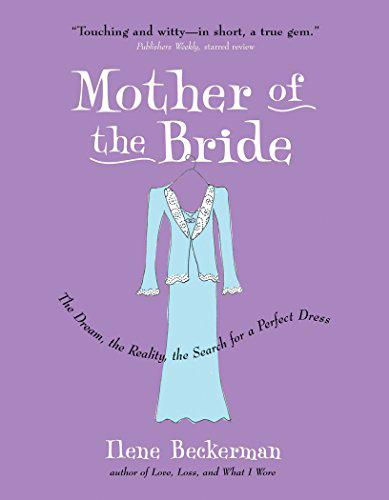 “Touching and witty—in short, a true gem.”
Publishers Weekly, starred review
Mother of
the Bride
The Dream, the Reality, the Search for a Perfect Dress
Ilene Beckerman
author of Love, Loss, and What I Wore